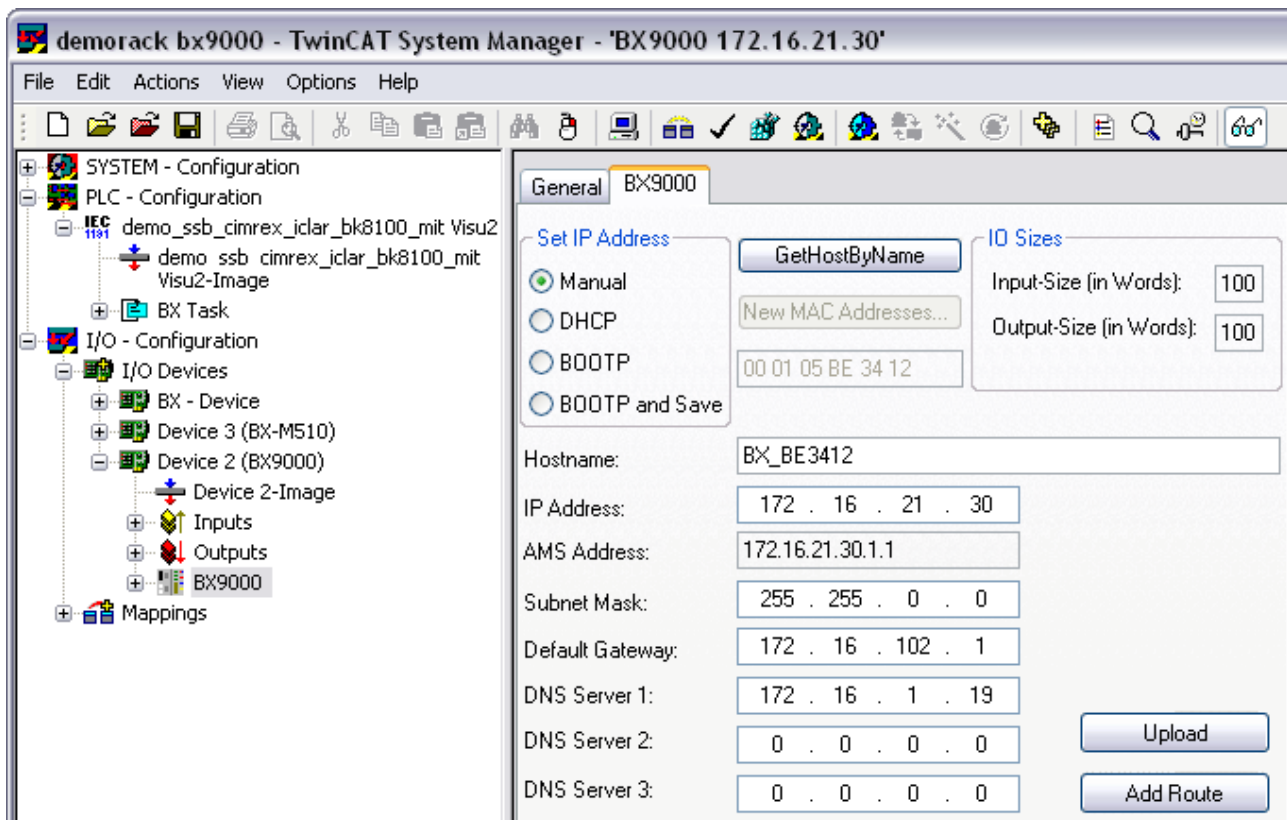 demorack bx9000 - TwinCAT System Manager - 'BX9000 172.16.21.30'
File Edit Actions View Options Help
SYSTEM - Configuration
PLC - Configuration
IEC 1131 demo_ssb_cimrex_iclar_bk8100_mit Visu2
demo ssb cimrex_iclar_bk8100_mit
Visu2-Image
BX Task
I/O - Configuration
I/O Devices
BX - Device
Device 3 (BX-M510)
Device 2 (BX9000)
Device 2-Image
Inputs
Outputs
BX9000
Mappings
General BX9000
Set IP Address
Manual
DHCP
BOOTP
BOOTP and Save
GetHostByName
New MAC Addresses...
00 01 05 BE 34 12
IO Sizes
Input-Size (in Words): 100
Output-Size (in Words): 100
Hostname: BX_BE3412
IP Address: 172 . 16 . 21 . 30
AMS Address: 172.16.21.30.1.1
Subnet Mask: 255 . 255 . 0 . 0
Default Gateway: 172 . 16 . 102 . 1
DNS Server 1: 172 . 16 . 1 . 19
DNS Server 2: 0 . 0 . 0 . 0
DNS Server 3: 0 . 0 . 0 . 0
Upload
Add Route